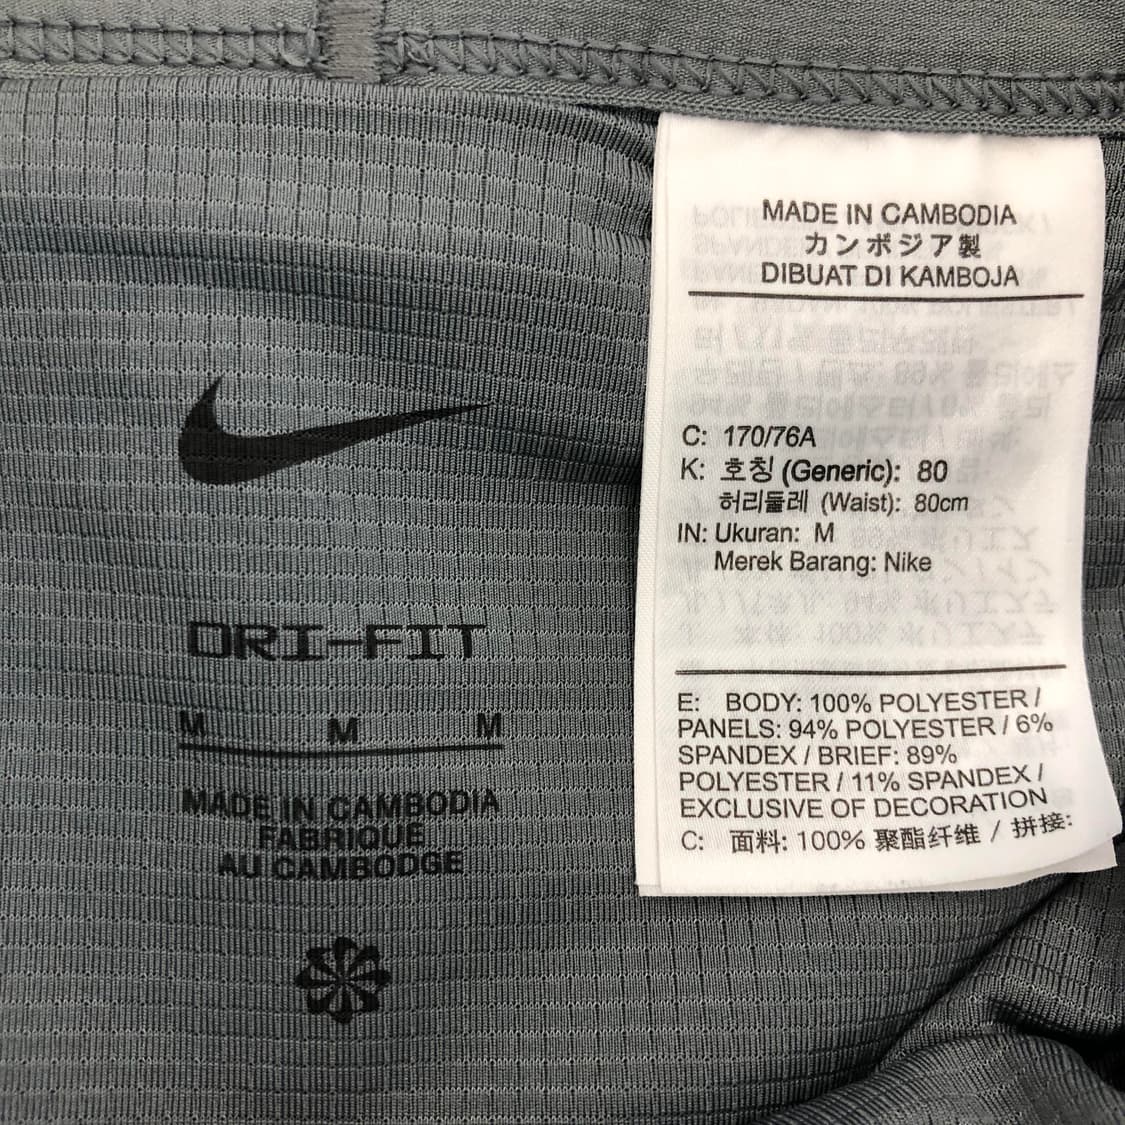 DRI-FIT
M M M
MADE IN CAMBODIA
FABRIQUÉ
AU CAMBODGE
MADE IN CAMBODIA
カンボジア製
DIBUAT DI KAMBOJA
C: 170/76A
K: 호칭 (Generic): 80
허리둘레 (Waist): 80cm
IN: Ukuran: M
Merek Barang: Nike
E: BODY: 100% POLYESTER /
PANELS: 94% POLYESTER / 6%
SPANDEX / BRIEF: 89%
POLYESTER / 11% SPANDEX /
EXCLUSIVE OF DECORATION
C: 面料: 100% 聚酯纤维 / 拼接: